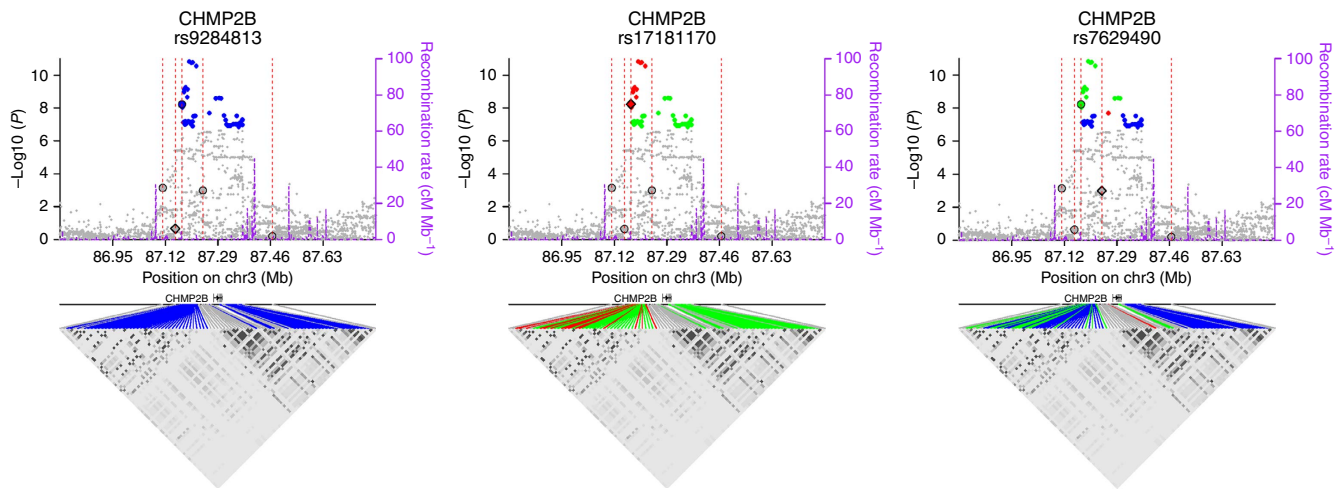 CHMP2B
rs9284813
10
8
6
4
2
0
−Log10 (P)
100
80
60
40
20
0
Recombination rate (cM Mb−1)
86.95 87.12 87.29 87.46 87.63
Position on chr3 (Mb)
CHMP2B
CHMP2B
rs17181170
10
8
6
4
2
0
−Log10 (P)
100
80
60
40
20
0
Recombination rate (cM Mb−1)
86.95 87.12 87.29 87.46 87.63
Position on chr3 (Mb)
CHMP2B
CHMP2B
rs7629490
10
8
6
4
2
0
−Log10 (P)
100
80
60
40
20
0
Recombination rate (cM Mb−1)
86.95 87.12 87.29 87.46 87.63
Position on chr3 (Mb)
CHMP2B